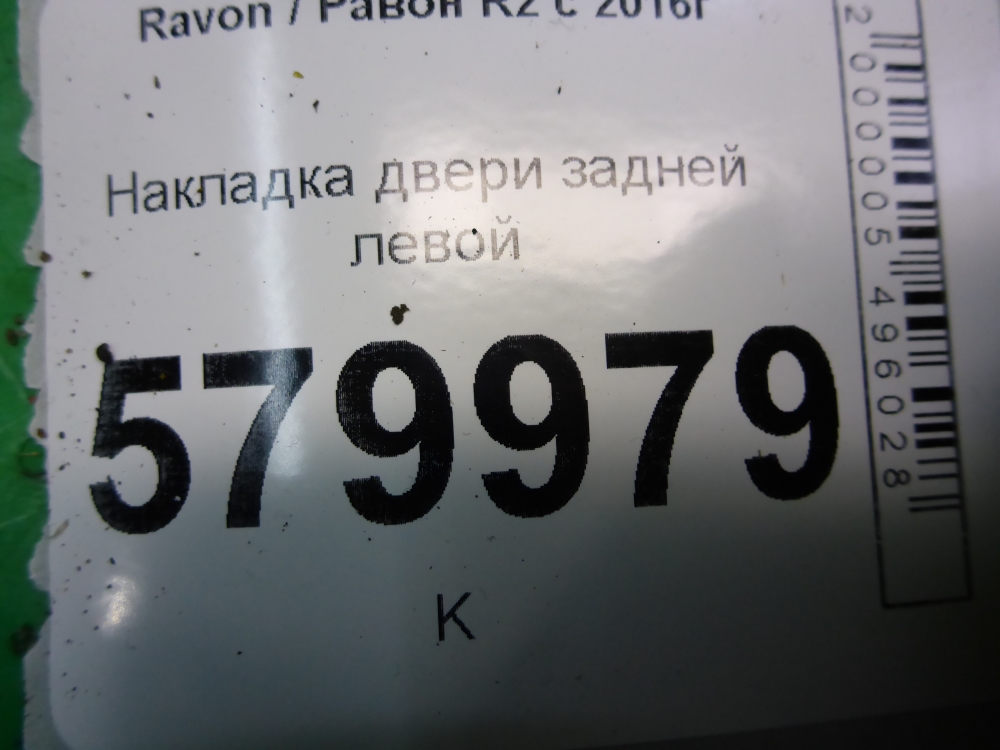 Ravon / Равон R2 с 2016г
Накладка двери задней
левой
579979
К
2000005496028